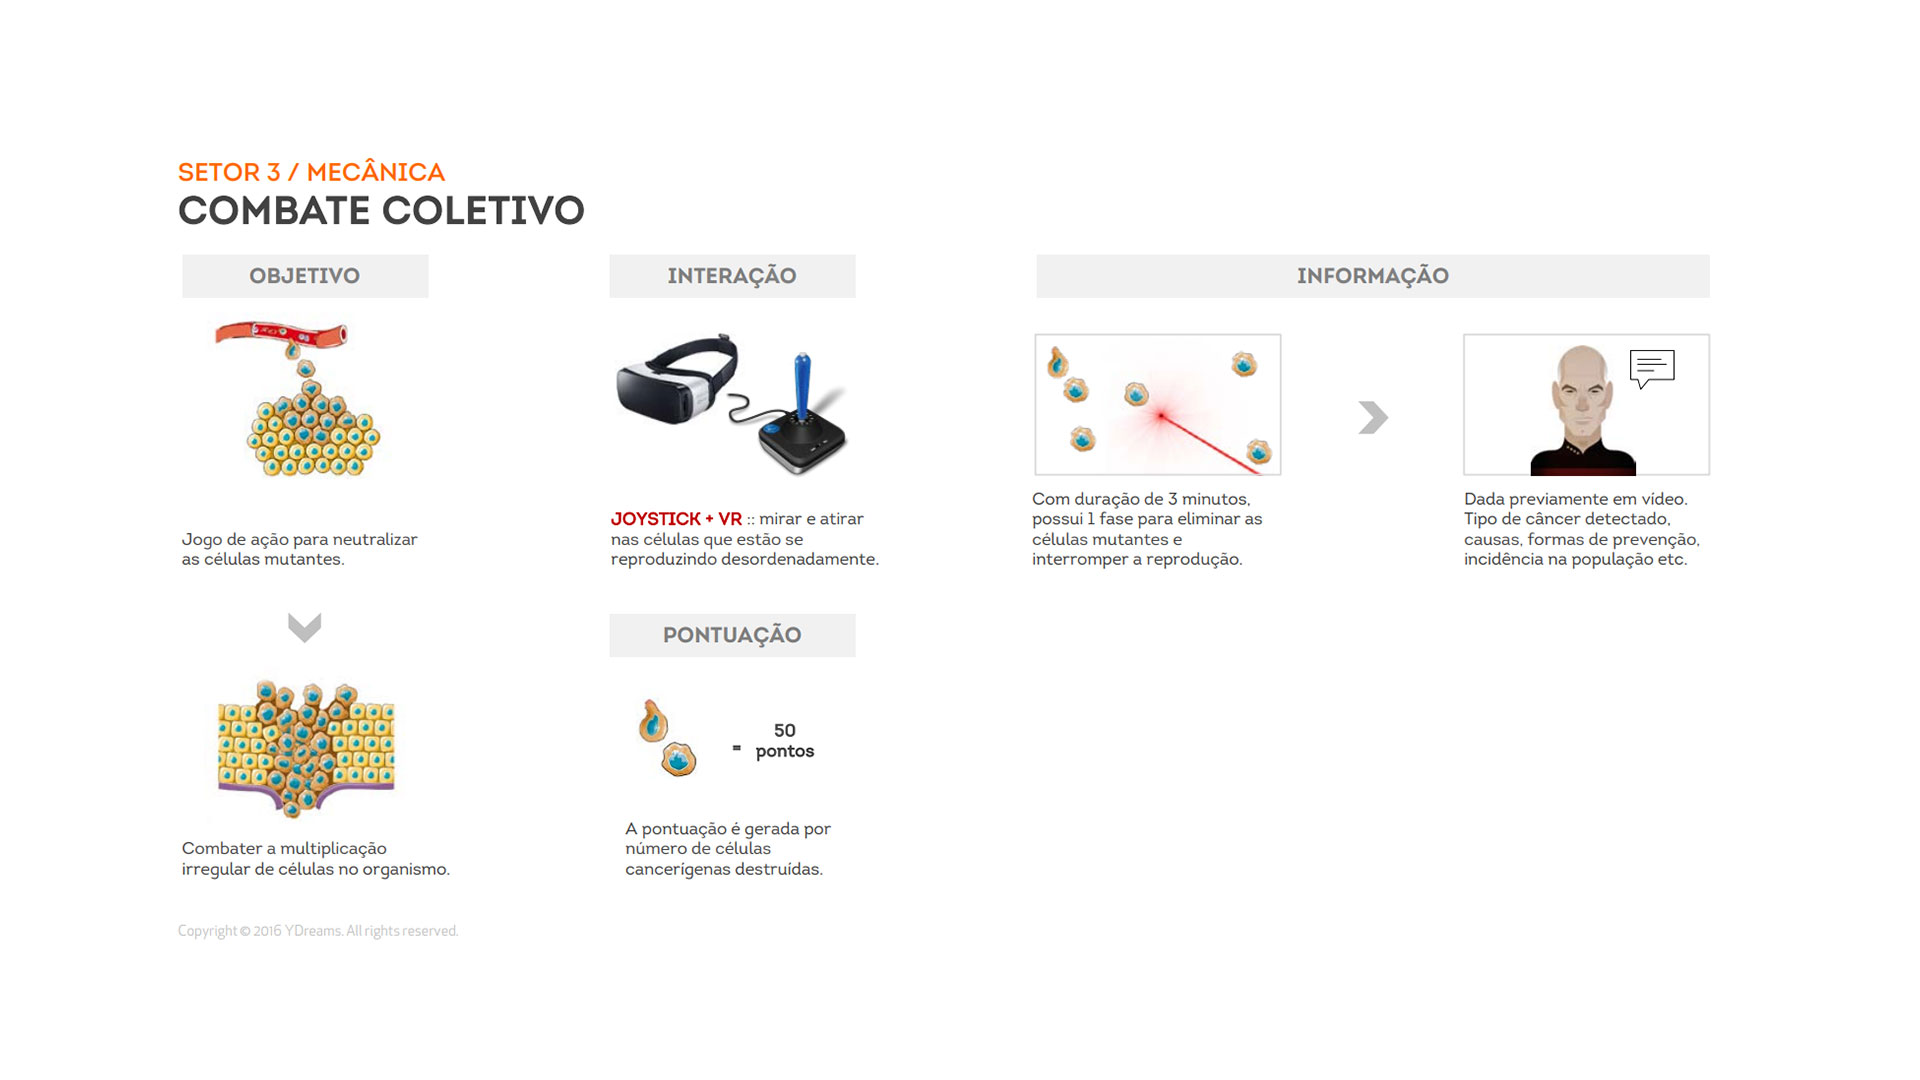 SETOR 3 / MECÂNICA
COMBATE COLETIVO
OBJETIVO
Jogo de ação para neutralizar
as células mutantes.
Combater a multiplicação
irregular de células no organismo.
INTERAÇÃO
JOYSTICK + VR :: mirar e atirar
nas células que estão se
reproduzindo desordenadamente.
PONTUAÇÃO
=
50
pontos
A pontuação é gerada por
número de células
cancerígenas destruídas.
INFORMAÇÃO
Com duração de 3 minutos,
possui 1 fase para eliminar as
células mutantes e
interromper a reprodução.
Dada previamente em vídeo.
Tipo de câncer detectado,
causas, formas de prevenção,
incidência na população etc.
Copyright © 2016 YDreams. All rights reserved.